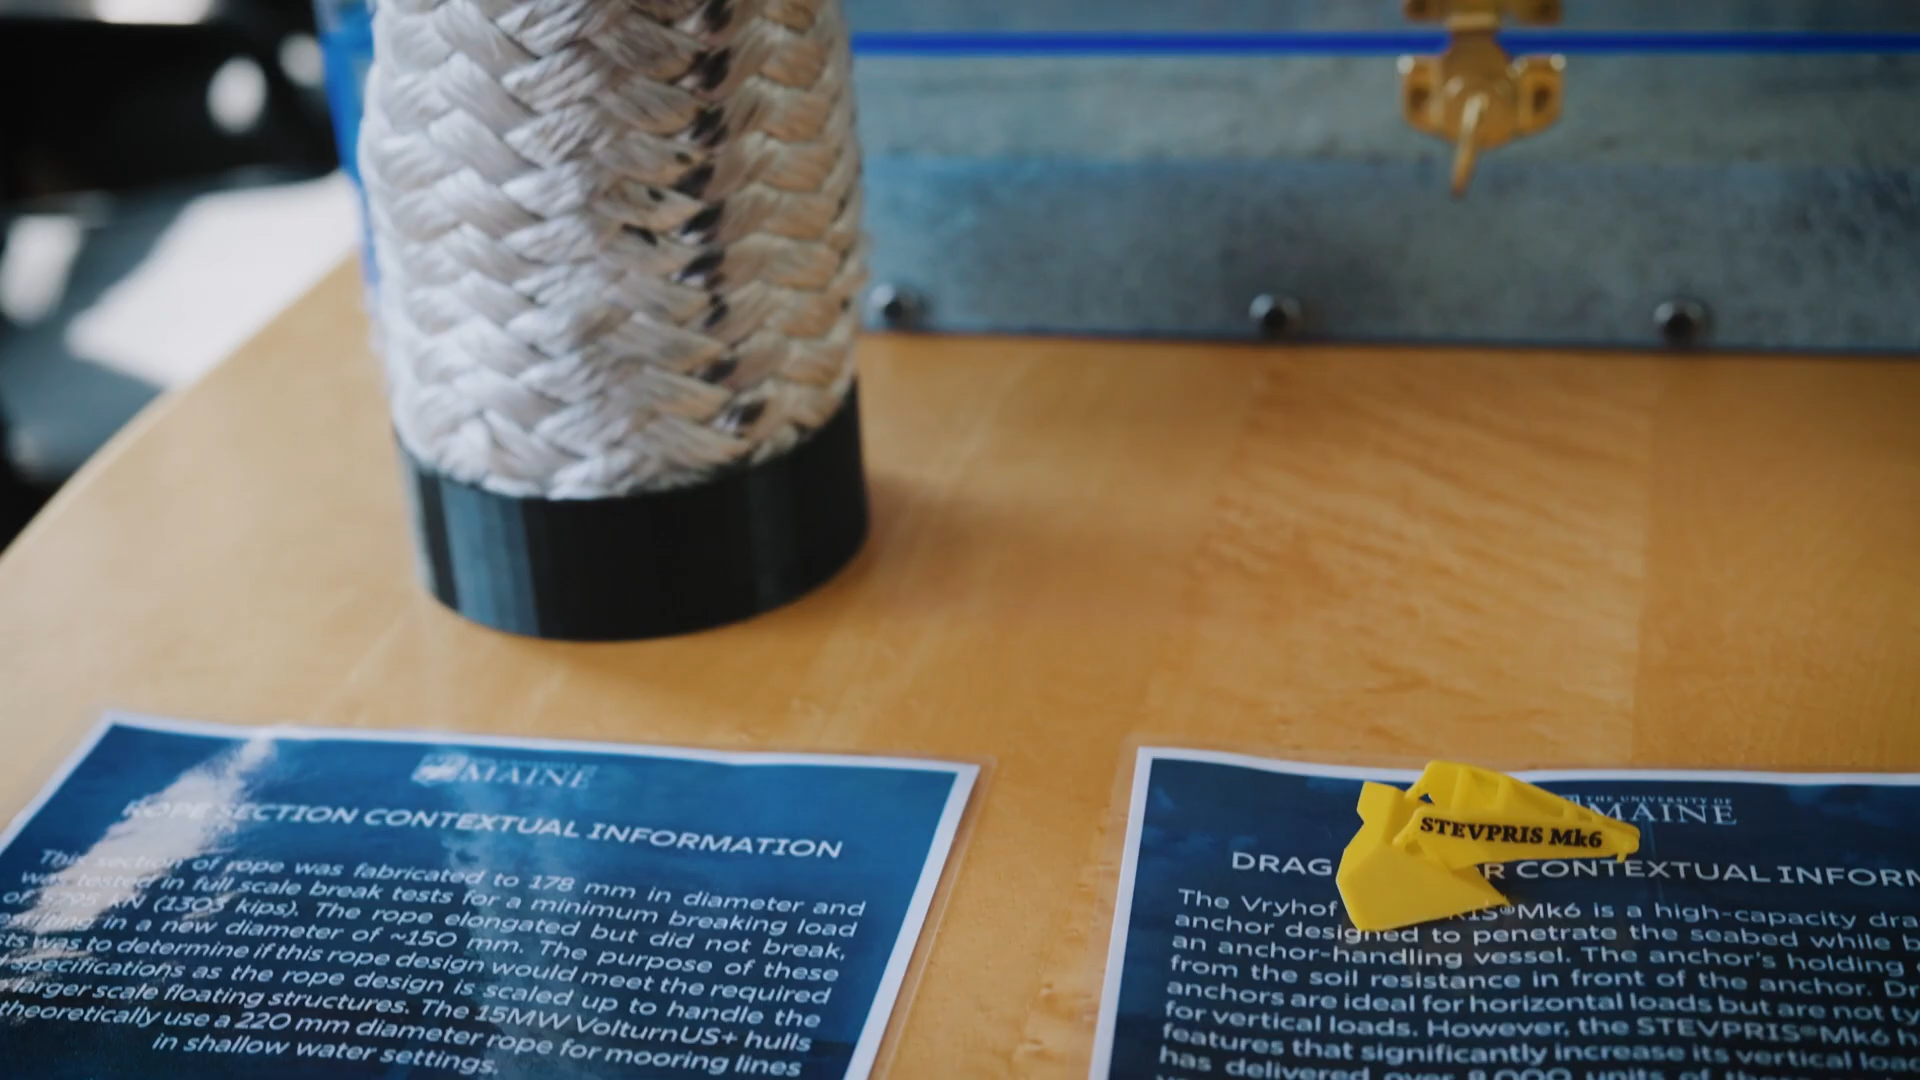 MAINE
ROPE SECTION CONTEXTUAL INFORMATION
This section of rope was fabricated to 178 mm in diameter and
was tested in full scale break tests for a minimum breaking load
of 5795 kN (1303 kips). The rope elongated but did not break,
resulting in a new diameter of ~150 mm. The purpose of these
was to determine if this rope design would meet the required
specifications as the rope design is scaled up to handle the
larger scale floating structures. The 15MW VolturnUS+ hulls
theoretically use a 220 mm diameter rope for mooring lines
in shallow water settings.
THE UNIVERSITY OF
MAINE
STEVPRIS Mk6
DRAG CONTEXTUAL
The Vryhof ®Mk6 is a high-capacity
anchor designed to penetrate the seabed while
an anchor-handling vessel. The anchor's holding
from the soil resistance in front of the anchor.
anchors are ideal for horizontal loads but are not
for vertical loads. However, the STEVPRIS®Mk6
features that significantly increase its vertical
has delivered over 8,000 units of